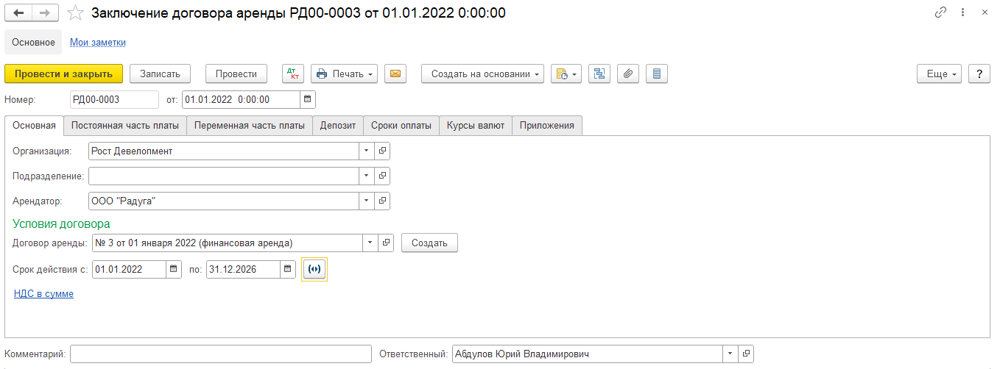 Заключение договора аренды РД00-0003 от 01.01.2022 0:00:00
Основное Мои заметки
Провести и закрыть Записать Провести Дт Кт Печать Создать на основании Еще ?
Номер: РД00-0003 от: 01.01.2022 0:00:00
Основная Постоянная часть платы Переменная часть платы Депозит Сроки оплаты Курсы валют Приложения
Организация: Рост Девелопмент
Подразделение:
Арендатор: ООО "Радуга"
Условия договора
Договор аренды: № 3 от 01 января 2022 (финансовая аренда) Создать
Срок действия с: 01.01.2022 по: 31.12.2026
НДС в сумме
Комментарий: Ответственный: Абдулов Юрий Владимирович